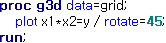 proc g3d data=grid;
plot x1*x2=y / rotate=45;
run;